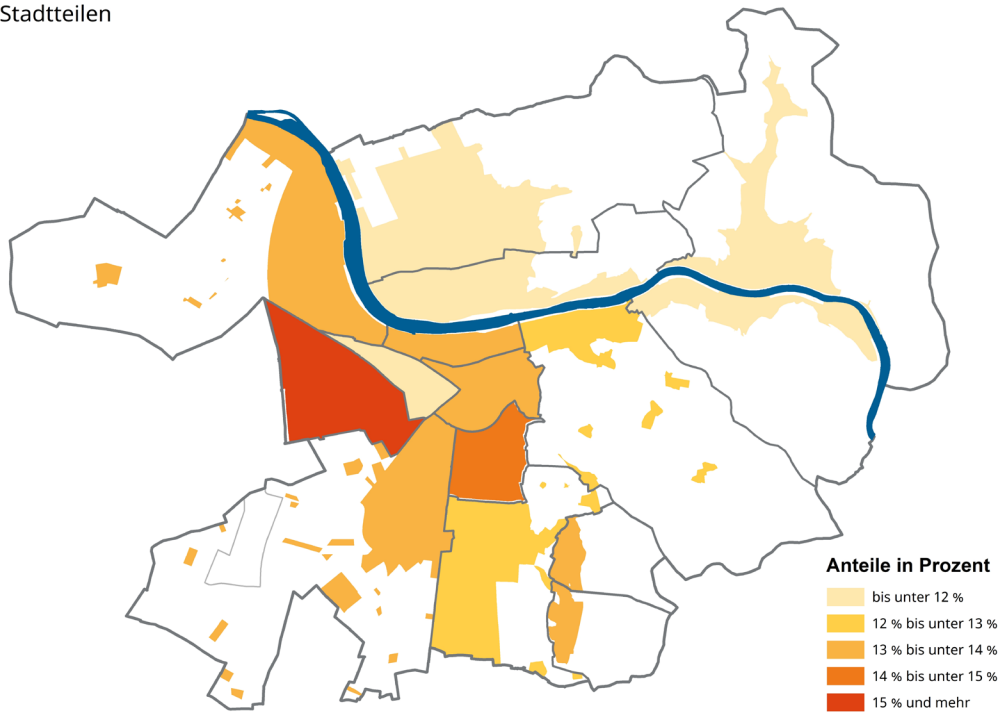 Stadtteilen
Anteile in Prozent
bis unter 12 %
12 % bis unter 13 %
13 % bis unter 14 %
14 % bis unter 15 %
15 % und mehr